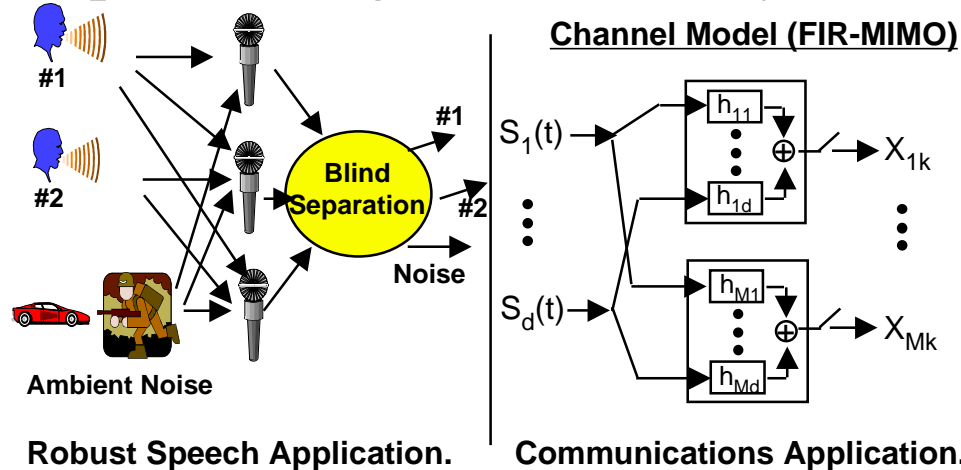 #1
#2
Ambient Noise
Blind
Separation
#1
#2
Noise
Robust Speech Application.
Channel Model (FIR-MIMO)
S1(t)
Sd(t)
h11
h1d
hM1
hMd
⊕
⊕
X1k
XMk
Communications Application.